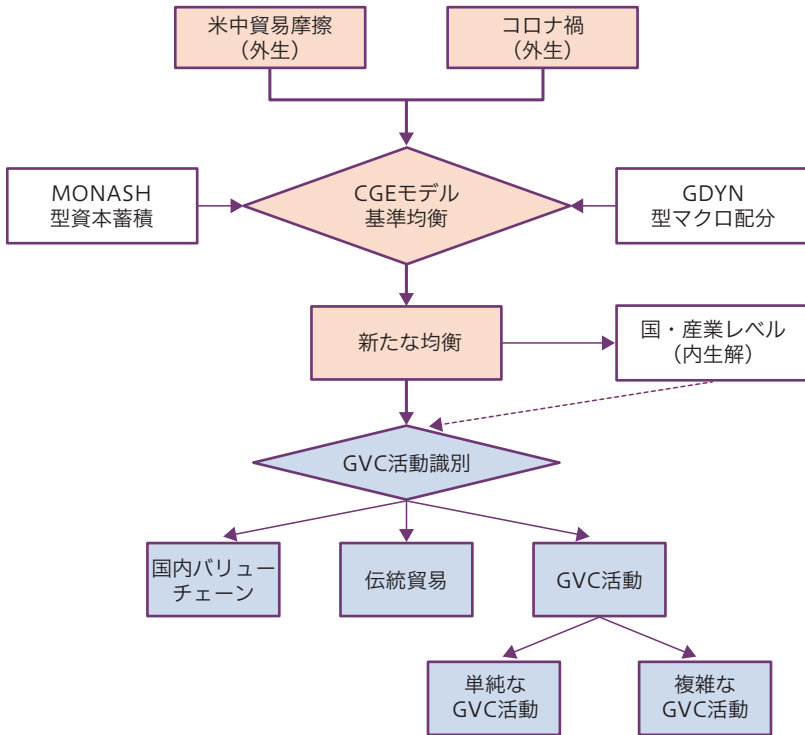 米中貿易摩擦
（外生）
コロナ禍
（外生）
MONASH
型資本蓄積
CGEモデル
基準均衡
GDYN
型マクロ配分
新たな均衡
国・産業レベル
（内生解）
GVC活動識別
国内バリュー
チェーン
伝統貿易
GVC活動
単純な
GVC活動
複雑な
GVC活動